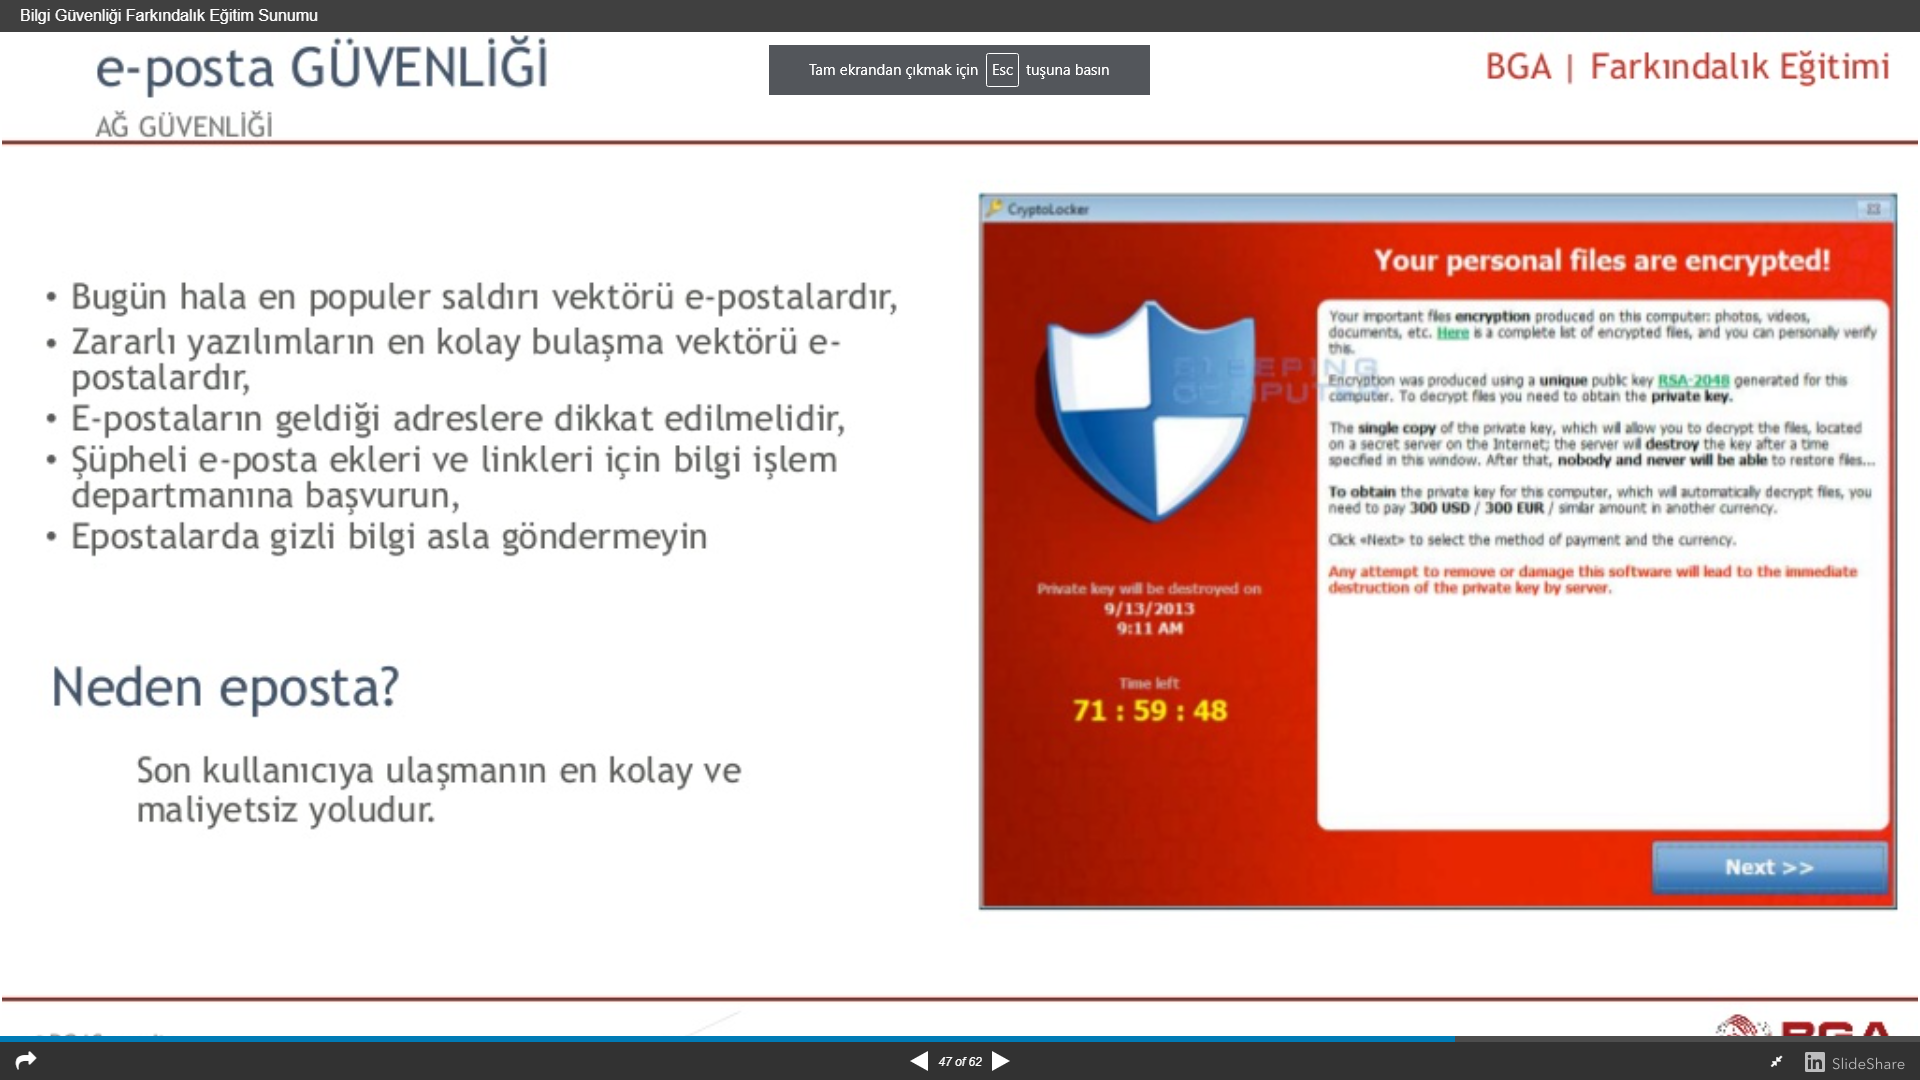 Bilgi Güvenliği Farkındalık Eğitim Sunumu
e-posta GÜVENLİĞİ
Tam ekrandan çıkmak için Esc tuşuna basın
BGA | Farkındalık Eğitimi
AĞ GÜVENLİĞİ
• Bugün hala en populer saldırı vektörü e-postalardır,
• Zararlı yazılımların en kolay bulaşma vektörü e-
postalardır,
• E-postaların geldiği adreslere dikkat edilmelidir,
• Şüpheli e-posta ekleri ve linkleri için bilgi işlem
departmanına başvurun,
• Epostalarda gizli bilgi asla göndermeyin
Neden eposta?
Son kullanıcıya ulaşmanın en kolay ve
maliyetsiz yoludur.
CryptoLocker
Your personal files are encrypted!
Your important files encryption produced on this computer: photos, videos,
documents, etc. Here is a complete list of encrypted files, and you can personally verify
this.
Encryption was produced using a unique public key RSA-2048 generated for this
computer. To decrypt files you need to obtain the private key.
The single copy of the private key, which will allow you to decrypt the files, located
on a secret server on the Internet; the server will destroy the key after a time
specified in this window. After that, nobody and never will be able to restore files...
To obtain the private key for this computer, which will automatically decrypt files, you
need to pay 300 USD / 300 EUR / similar amount in another currency.
Click «Next» to select the method of payment and the currency.
Any attempt to remove or damage this software will lead to the immediate
destruction of the private key by server.
BLEEPING
COMPUTER
Private key will be destroyed on
9/13/2013
9:11 AM
Time left
71 : 59 : 48
Next >>
BGA
47 of 62
in SlideShare